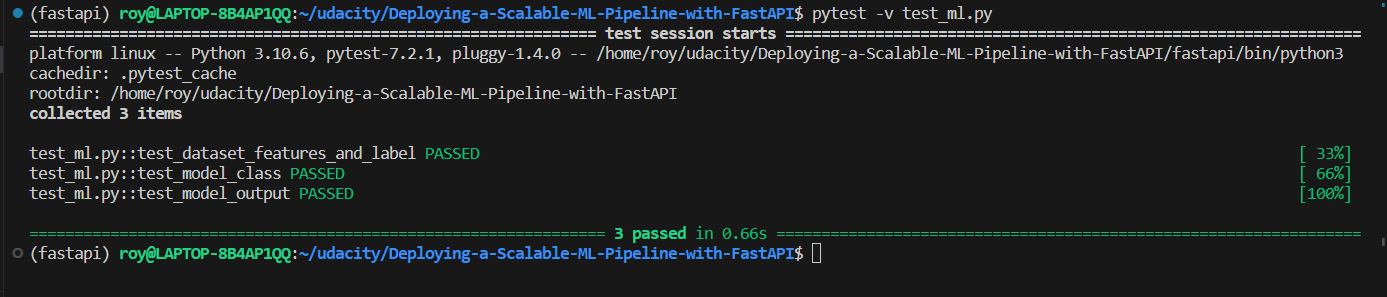 (fastapi) roy@LAPTOP-8B4AP1QQ:~/udacity/Deploying-a-Scalable-ML-Pipeline-with-FastAPI$ pytest -v test_ml.py
============================================================== test session starts ===============================================================
platform linux -- Python 3.10.6, pytest-7.2.1, pluggy-1.4.0 -- /home/roy/udacity/Deploying-a-Scalable-ML-Pipeline-with-FastAPI/fastapi/bin/python3
cachedir: .pytest_cache
rootdir: /home/roy/udacity/Deploying-a-Scalable-ML-Pipeline-with-FastAPI
collected 3 items
test_ml.py::test_dataset_features_and_label PASSED [ 33%]
test_ml.py::test_model_class PASSED [ 66%]
test_ml.py::test_model_output PASSED [100%]
=============================================================== 3 passed in 0.66s ================================================================
(fastapi) roy@LAPTOP-8B4AP1QQ:~/udacity/Deploying-a-Scalable-ML-Pipeline-with-FastAPI$